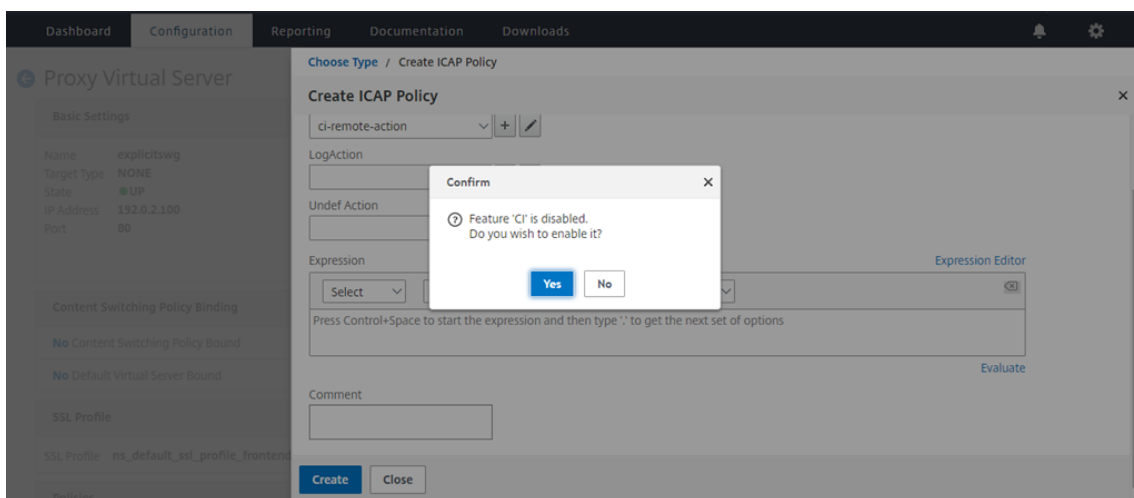 Dashboard Configuration Reporting Documentation Downloads
Proxy Virtual Server
Basic Settings
Name explicitswg
Target Type NONE
State UP
IP Address 192.0.2.100
Port 80
Content Switching Policy Binding
No Content Switching Policy Bound
No Default Virtual Server Bound
SSL Profile
SSL Profile ns_default_ssl_profile_frontend
Policies
Choose Type / Create ICAP Policy
Create ICAP Policy
ci-remote-action
LogAction
Undef Action
Expression Expression Editor
Select
Press Control+Space to start the expression and then type '.' to get the next set of options
Evaluate
Comment
Create Close
Confirm
Feature 'CI' is disabled.
Do you wish to enable it?
Yes No